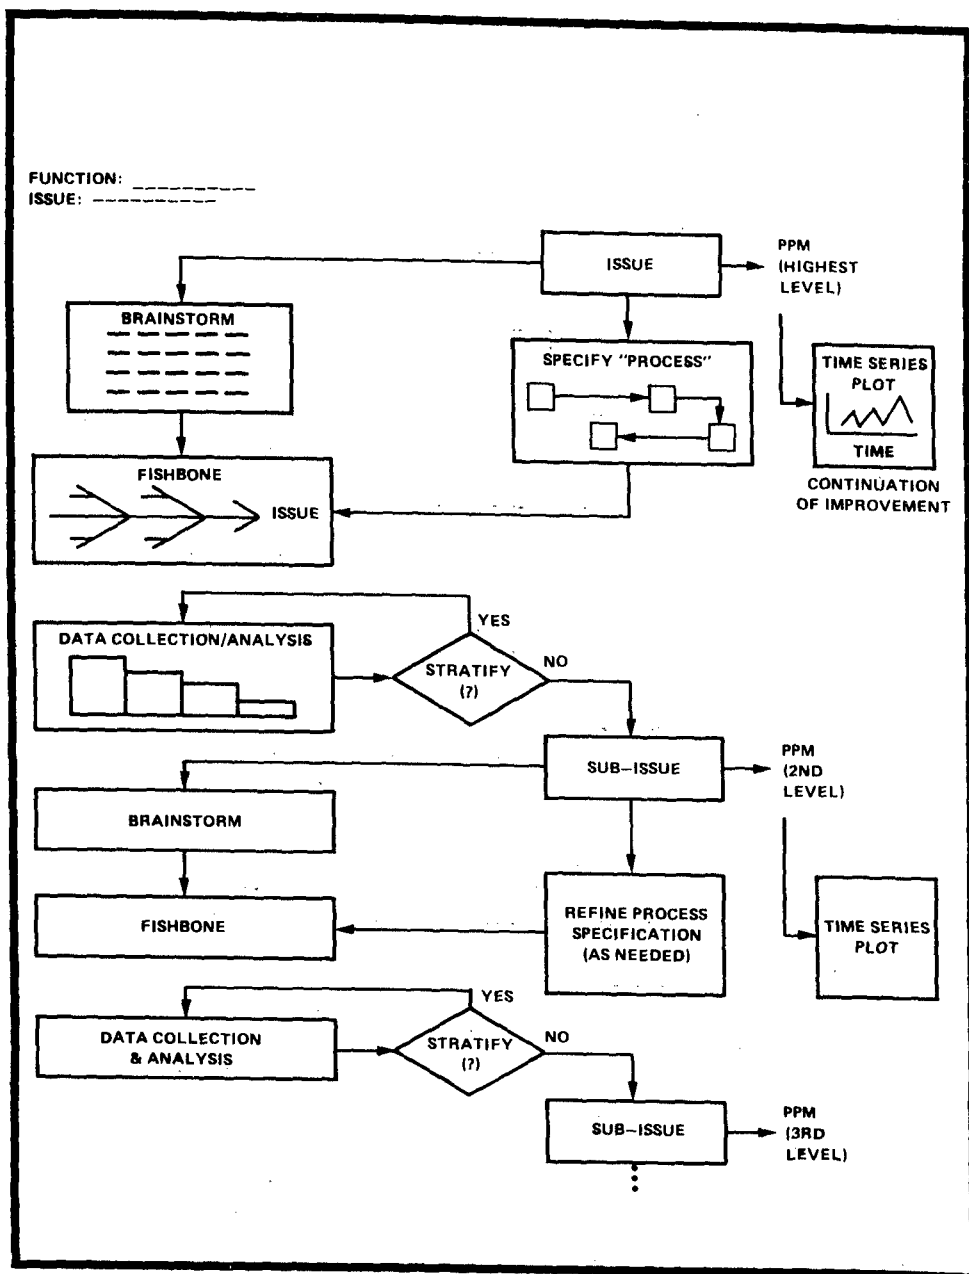 FUNCTION: __________
ISSUE: ----------
ISSUE
PPM
(HIGHEST
LEVEL)
BRAINSTORM
SPECIFY "PROCESS"
TIME SERIES
PLOT
TIME
CONTINUATION
OF IMPROVEMENT
FISHBONE
ISSUE
YES
DATA COLLECTION/ANALYSIS
STRATIFY
(?)
NO
SUB-ISSUE
PPM
(2ND
LEVEL)
BRAINSTORM
FISHBONE
REFINE PROCESS
SPECIFICATION
(AS NEEDED)
TIME SERIES
PLOT
YES
DATA COLLECTION
& ANALYSIS
STRATIFY
(?)
NO
SUB-ISSUE
PPM
(3RD
LEVEL)